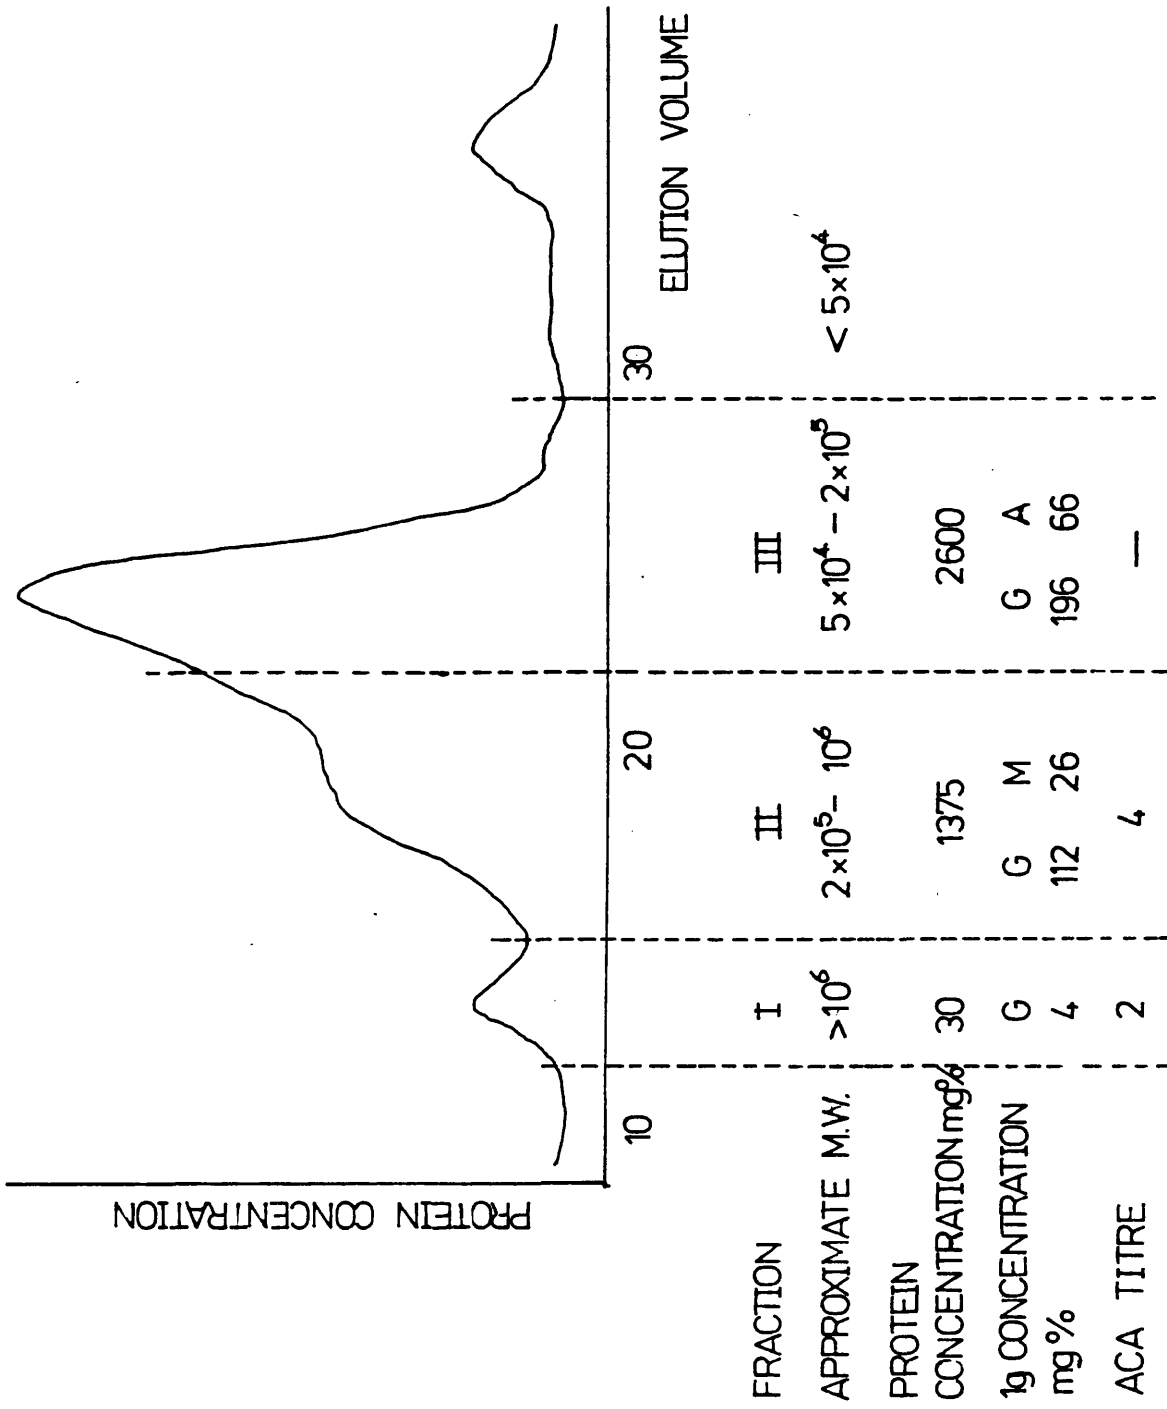 PROTEIN CONCENTRATION
10 20 30
ELUTION VOLUME
FRACTION I II III
APPROXIMATE M.W. >10⁶ 2×10⁵– 10⁶ 5×10⁴ – 2×10⁵ < 5×10⁴
PROTEIN
CONCENTRATION mg% 30 1375 2600
Ig CONCENTRATION G G M G A
mg% 4 112 26 196 66
ACA TITRE 2 4 —